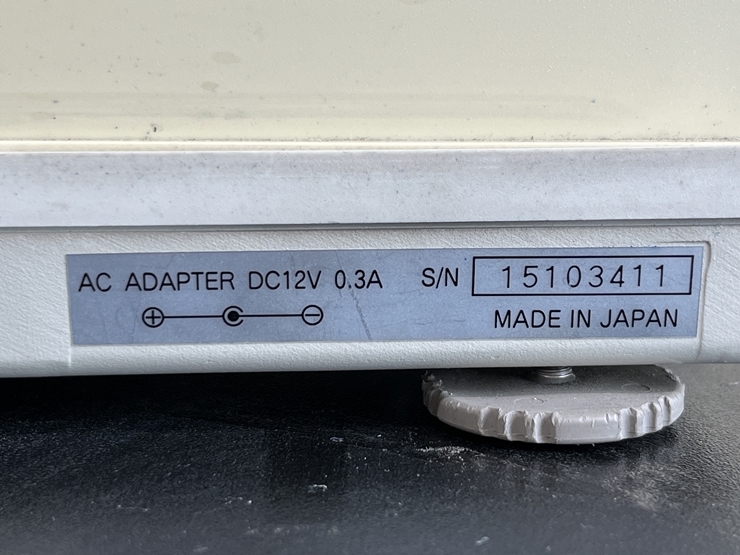 AC ADAPTER DC12V 0.3A S/N 15103411
MADE IN JAPAN